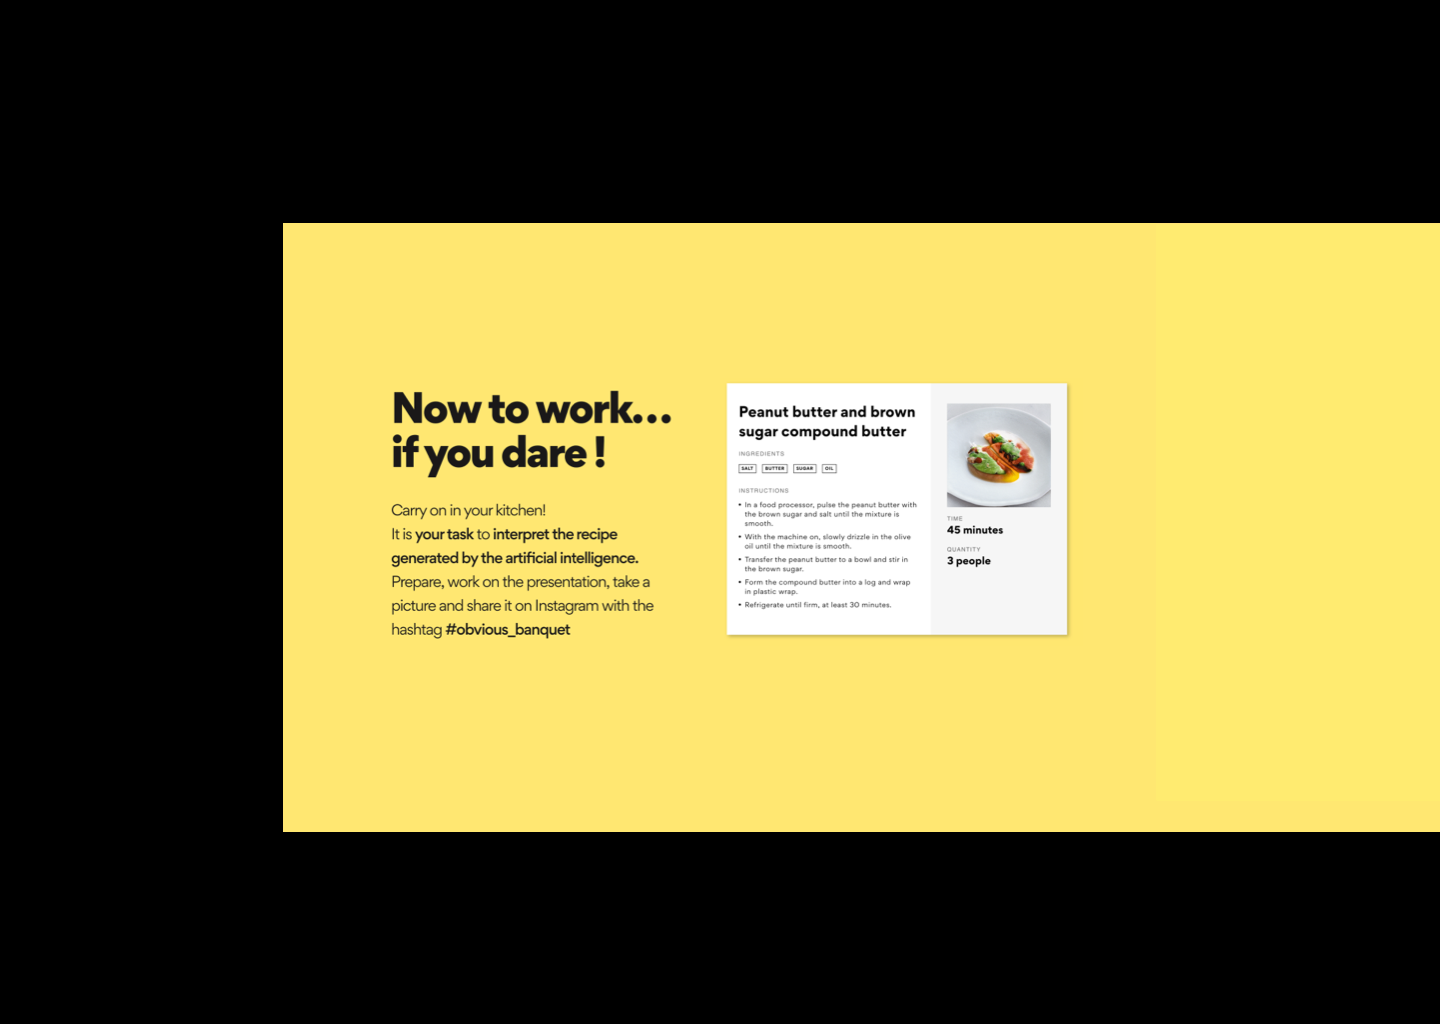 Now to work...
if you dare !
Carry on in your kitchen!
It is your task to interpret the recipe
generated by the artificial intelligence.
Prepare, work on the presentation, take a
picture and share it on Instagram with the
hashtag #obvious_banquet
Peanut butter and brown
sugar compound butter
INGREDIENTS
SALT BUTTER SUGAR OIL
INSTRUCTIONS
• In a food processor, pulse the peanut butter with
the brown sugar and salt until the mixture is
smooth.
• With the machine on, slowly drizzle in the olive
oil until the mixture is smooth.
• Transfer the peanut butter to a bowl and stir in
the brown sugar.
• Form the compound butter into a log and wrap
in plastic wrap.
• Refrigerate until firm, at least 30 minutes.
TIME
45 minutes
QUANTITY
3 people